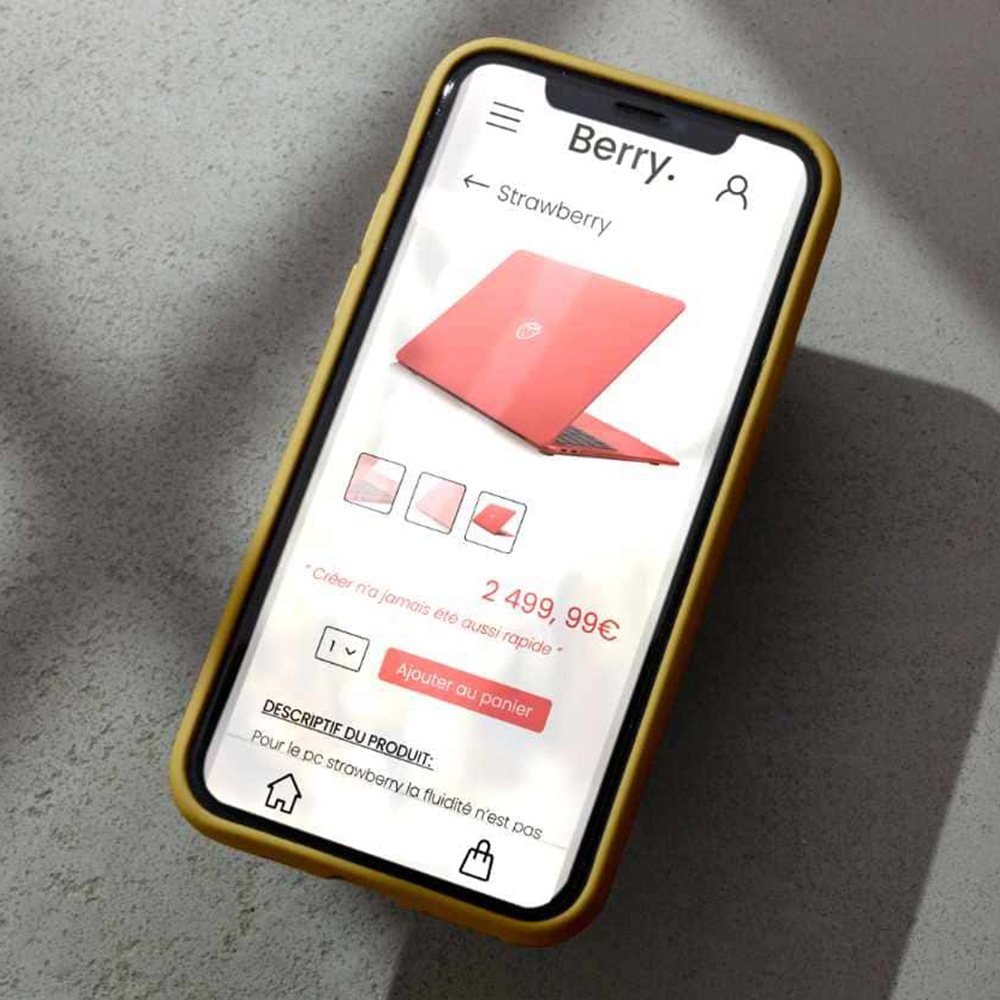 Berry.
← Strawberry
2 499, 99€
" Créer n'a jamais été aussi rapide "
1
Ajouter au panier
DESCRIPTIF DU PRODUIT:
Pour le pc strawberry la fluidité n'est pas